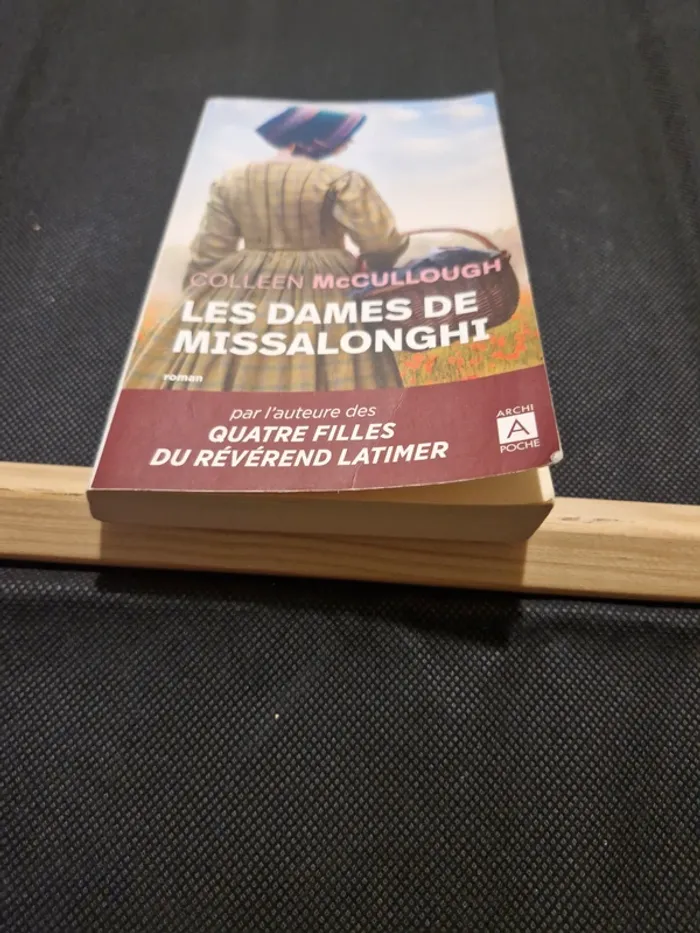 COLLEEN McCULLOUGH
LES DAMES DE
MISSALONGHI
roman
par l'auteure des
QUATRE FILLES
DU RÉVÉREND LATIMER
ARCHI
A
POCHE